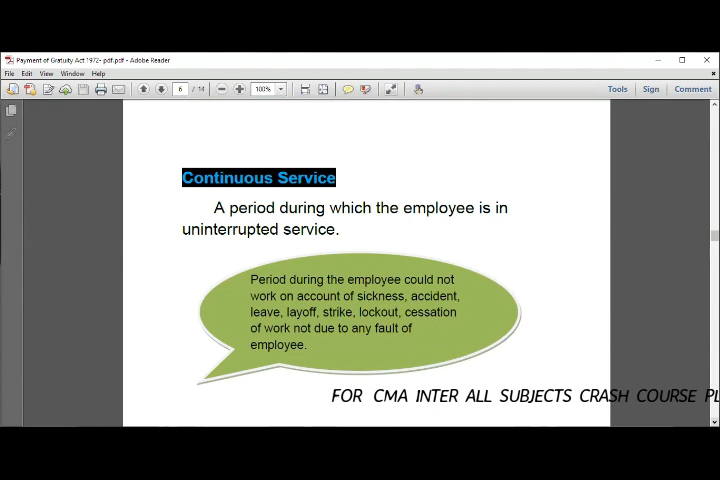 Payment of Gratuity Act 1972- pdf.pdf - Adobe Reader
File Edit View Window Help
6 / 14 100% Tools Sign Comment
Continuous Service
A period during which the employee is in
uninterrupted service.
Period during the employee could not
work on account of sickness, accident,
leave, layoff, strike, lockout, cessation
of work not due to any fault of
employee.
FOR CMA INTER ALL SUBJECTS CRASH COURSE PL